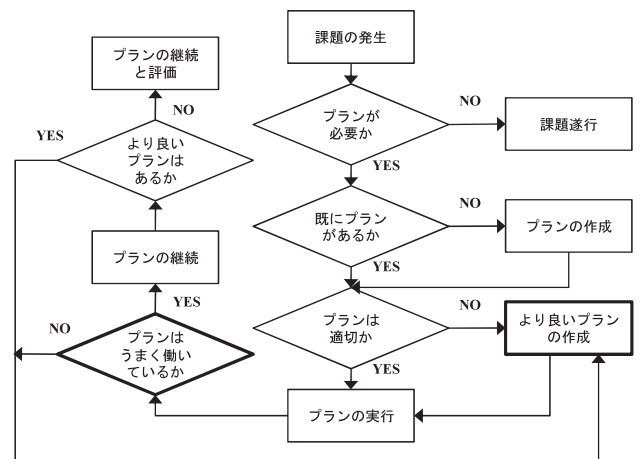 課題の発生
プランが
必要か
NO
課題遂行
YES
既にプラン
があるか
NO
プランの作成
YES
プランは
適切か
NO
より良いプラン
の作成
YES
プランの実行
プランは
うまく働い
ているか
NO
YES
プランの継続
より良い
プランは
あるか
YES
NO
プランの継続
と評価